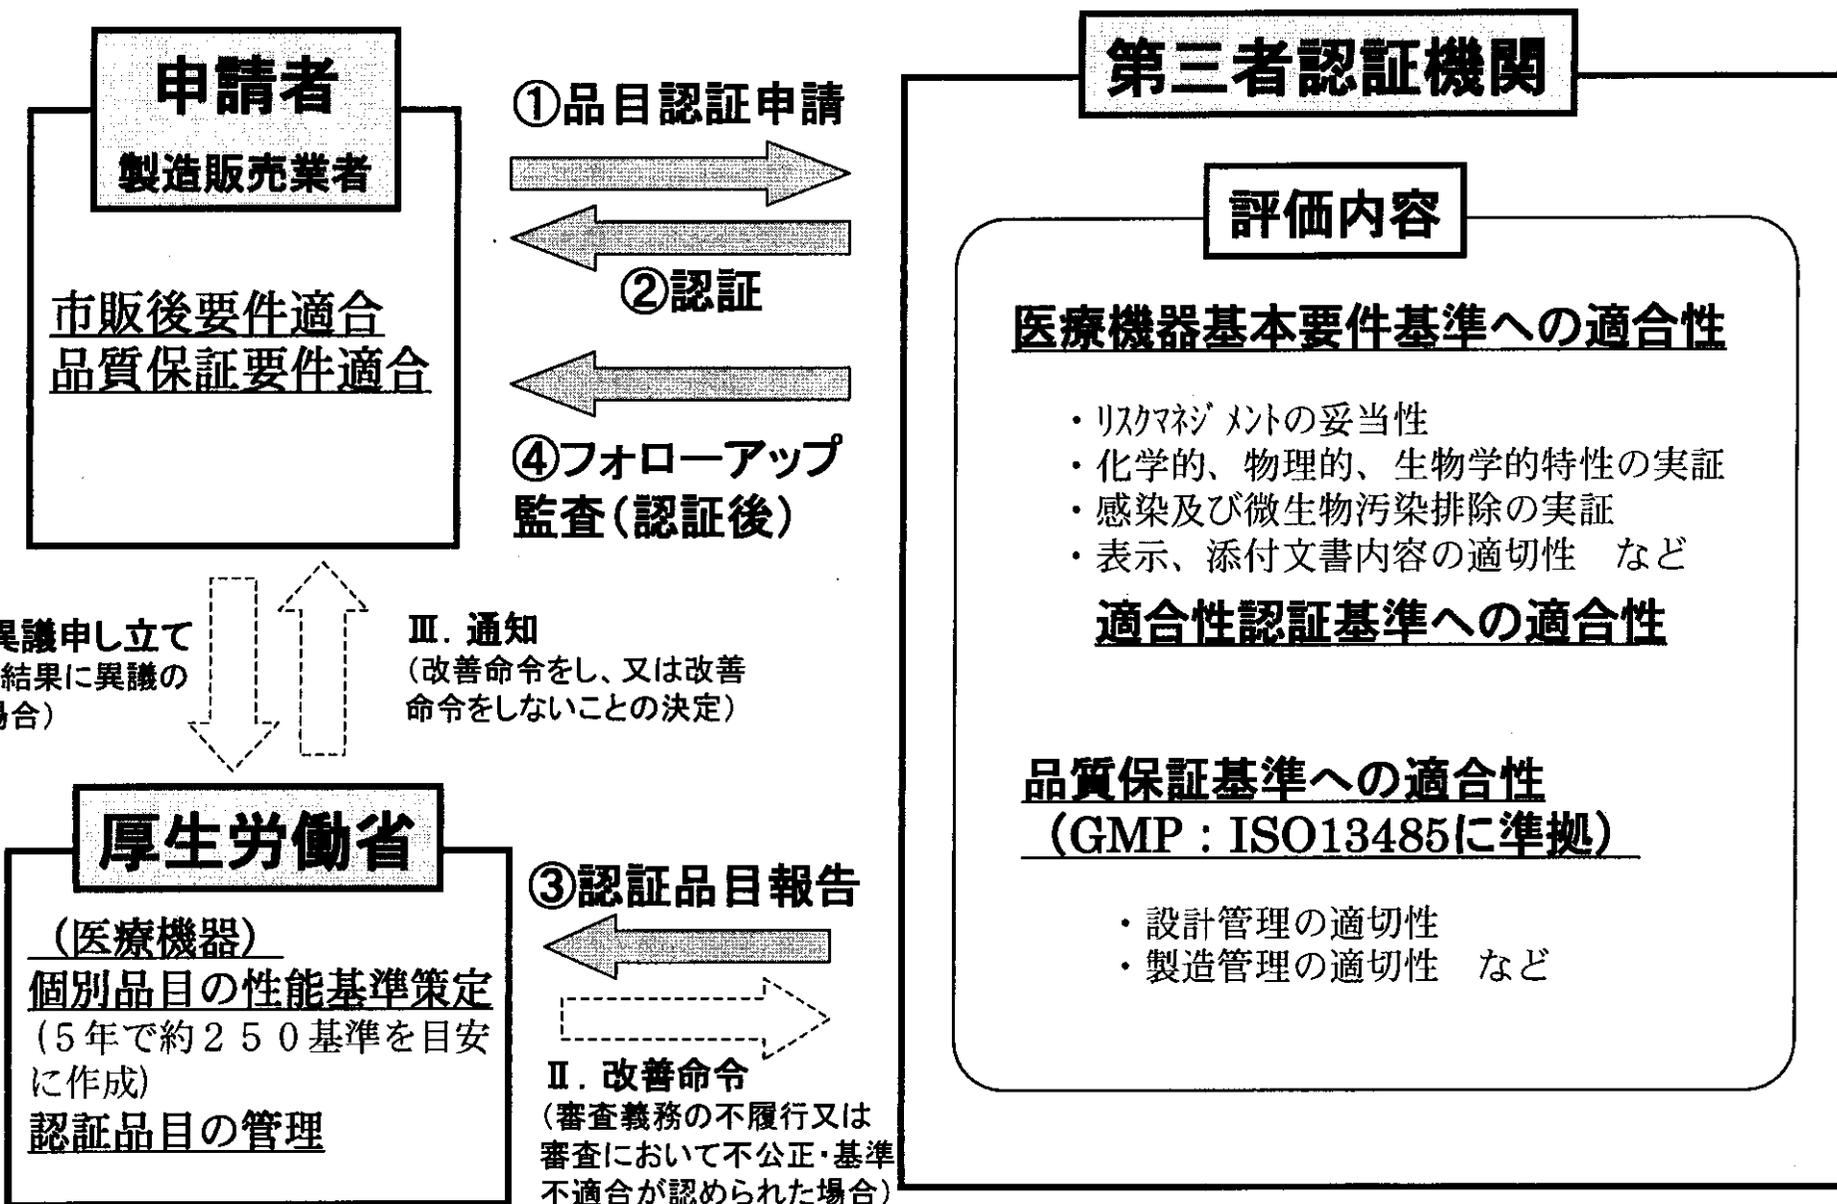 申請者
製造販売業者
市販後要件適合
品質保証要件適合
①品目認証申請
②認証
④フォローアップ
監査(認証後)
異議申し立て
結果に異議の
場合)
Ⅲ. 通知
(改善命令をし、又は改善
命令をしないことの決定)
厚生労働省
(医療機器)
個別品目の性能基準策定
(5年で約250基準を目安
に作成)
認証品目の管理
③認証品目報告
Ⅱ. 改善命令
(審査義務の不履行又は
審査において不公正・基準
不適合が認められた場合)
第三者認証機関
評価内容
医療機器基本要件基準への適合性
・リスクマネジメントの妥当性
・化学的、物理的、生物学的特性の実証
・感染及び微生物汚染排除の実証
・表示、添付文書内容の適切性 など
適合性認証基準への適合性
品質保証基準への適合性
(GMP:ISO13485に準拠)
・設計管理の適切性
・製造管理の適切性 など